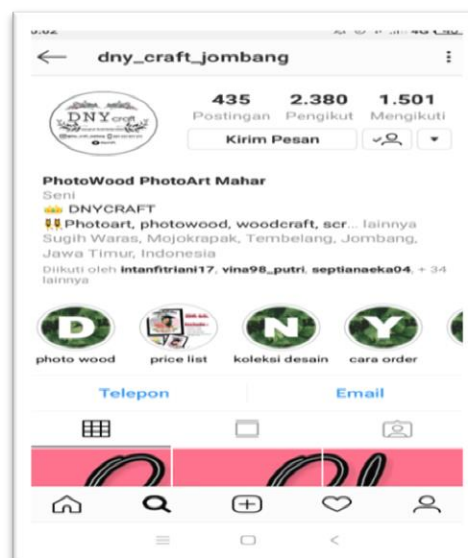 dny_craft_jombang
435 2.380 1.501
Postingan Pengikut Mengikuti
DNY craft
Kirim Pesan
PhotoWood PhotoArt Mahar
Seni
DNYCRAFT
Photoart, photowood, woodcraft, scr... lainnya
Sugih Waras, Mojokrapak, Tembelang, Jombang,
Jawa Timur, Indonesia
Diikuti oleh intanfitriani17, vina98_putri, septianaeka04, + 34
lainnya
D N Y
photo wood price list koleksi desain cara order
Telepon Email